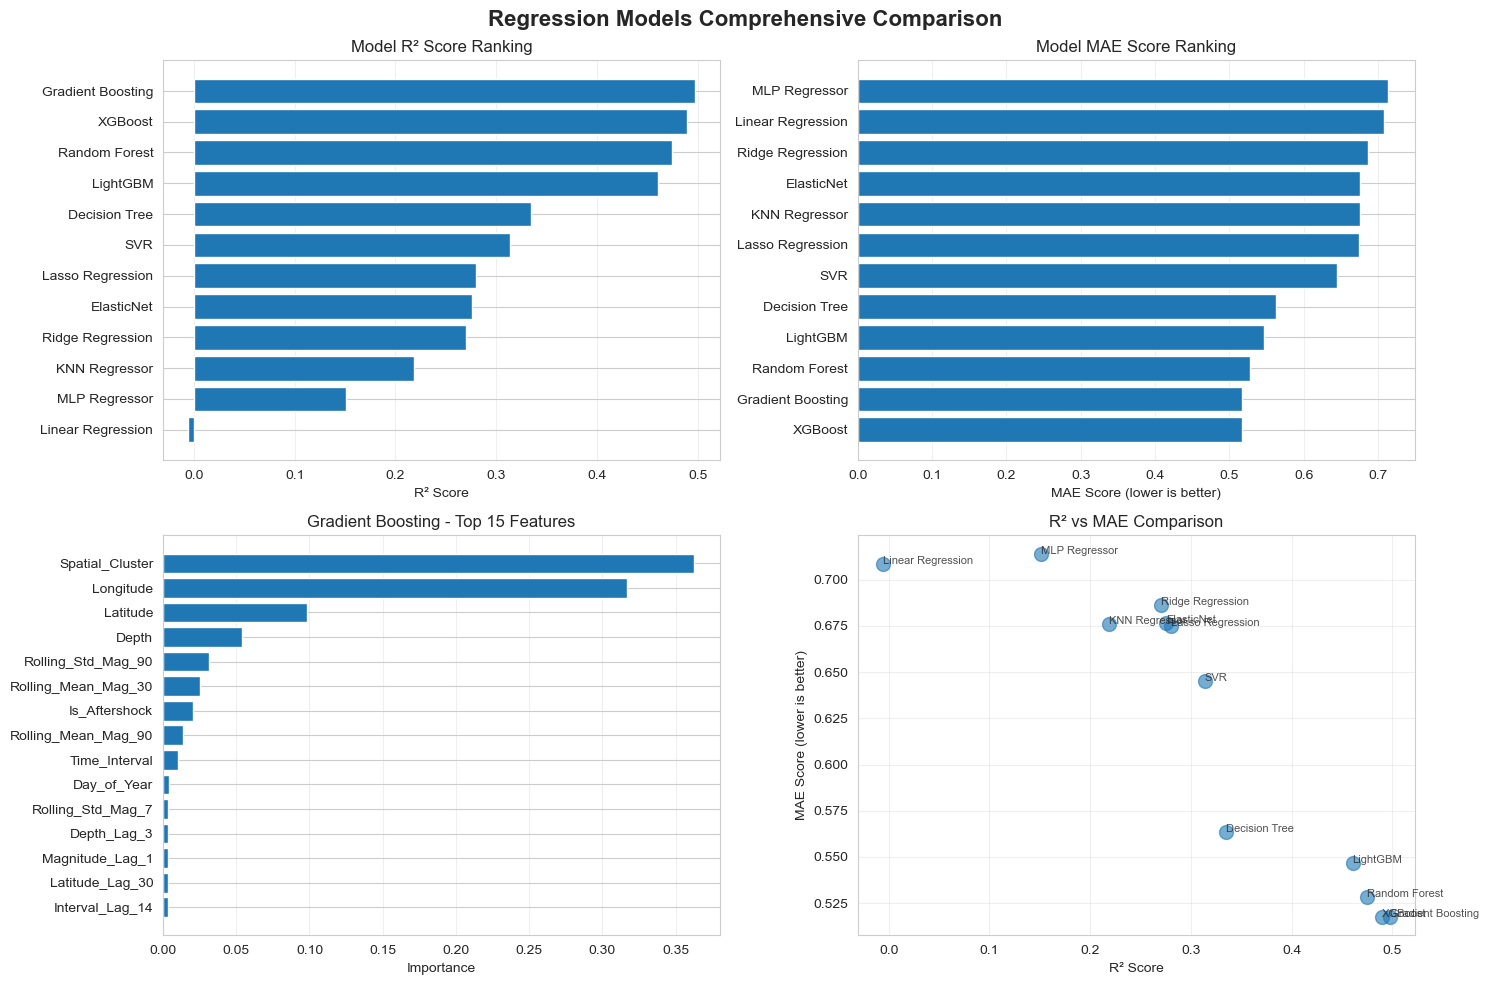 Regression Models Comprehensive Comparison
Model R² Score Ranking
Gradient Boosting
XGBoost
Random Forest
LightGBM
Decision Tree
SVR
Lasso Regression
ElasticNet
Ridge Regression
KNN Regressor
MLP Regressor
Linear Regression
0.0 0.1 0.2 0.3 0.4 0.5
R² Score
Model MAE Score Ranking
MLP Regressor
Linear Regression
Ridge Regression
ElasticNet
KNN Regressor
Lasso Regression
SVR
Decision Tree
LightGBM
Random Forest
Gradient Boosting
XGBoost
0.0 0.1 0.2 0.3 0.4 0.5 0.6 0.7
MAE Score (lower is better)
Gradient Boosting - Top 15 Features
Spatial_Cluster
Longitude
Latitude
Depth
Rolling_Std_Mag_90
Rolling_Mean_Mag_30
Is_Aftershock
Rolling_Mean_Mag_90
Time_Interval
Day_of_Year
Rolling_Std_Mag_7
Depth_Lag_3
Magnitude_Lag_1
Latitude_Lag_30
Interval_Lag_14
0.00 0.05 0.10 0.15 0.20 0.25 0.30 0.35
Importance
R² vs MAE Comparison
MAE Score (lower is better)
0.700
0.675
0.650
0.625
0.600
0.575
0.550
0.525
MLP Regressor
Linear Regression
Ridge Regression
KNN Regressor
ElasticNet
Lasso Regression
SVR
Decision Tree
LightGBM
Random Forest
XGBoost
Gradient Boosting
0.0 0.1 0.2 0.3 0.4 0.5
R² Score